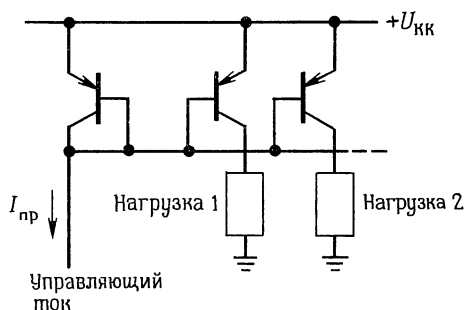 +Uкк
Iпр
Нагрузка 1
Нагрузка 2
Управляющий
ток